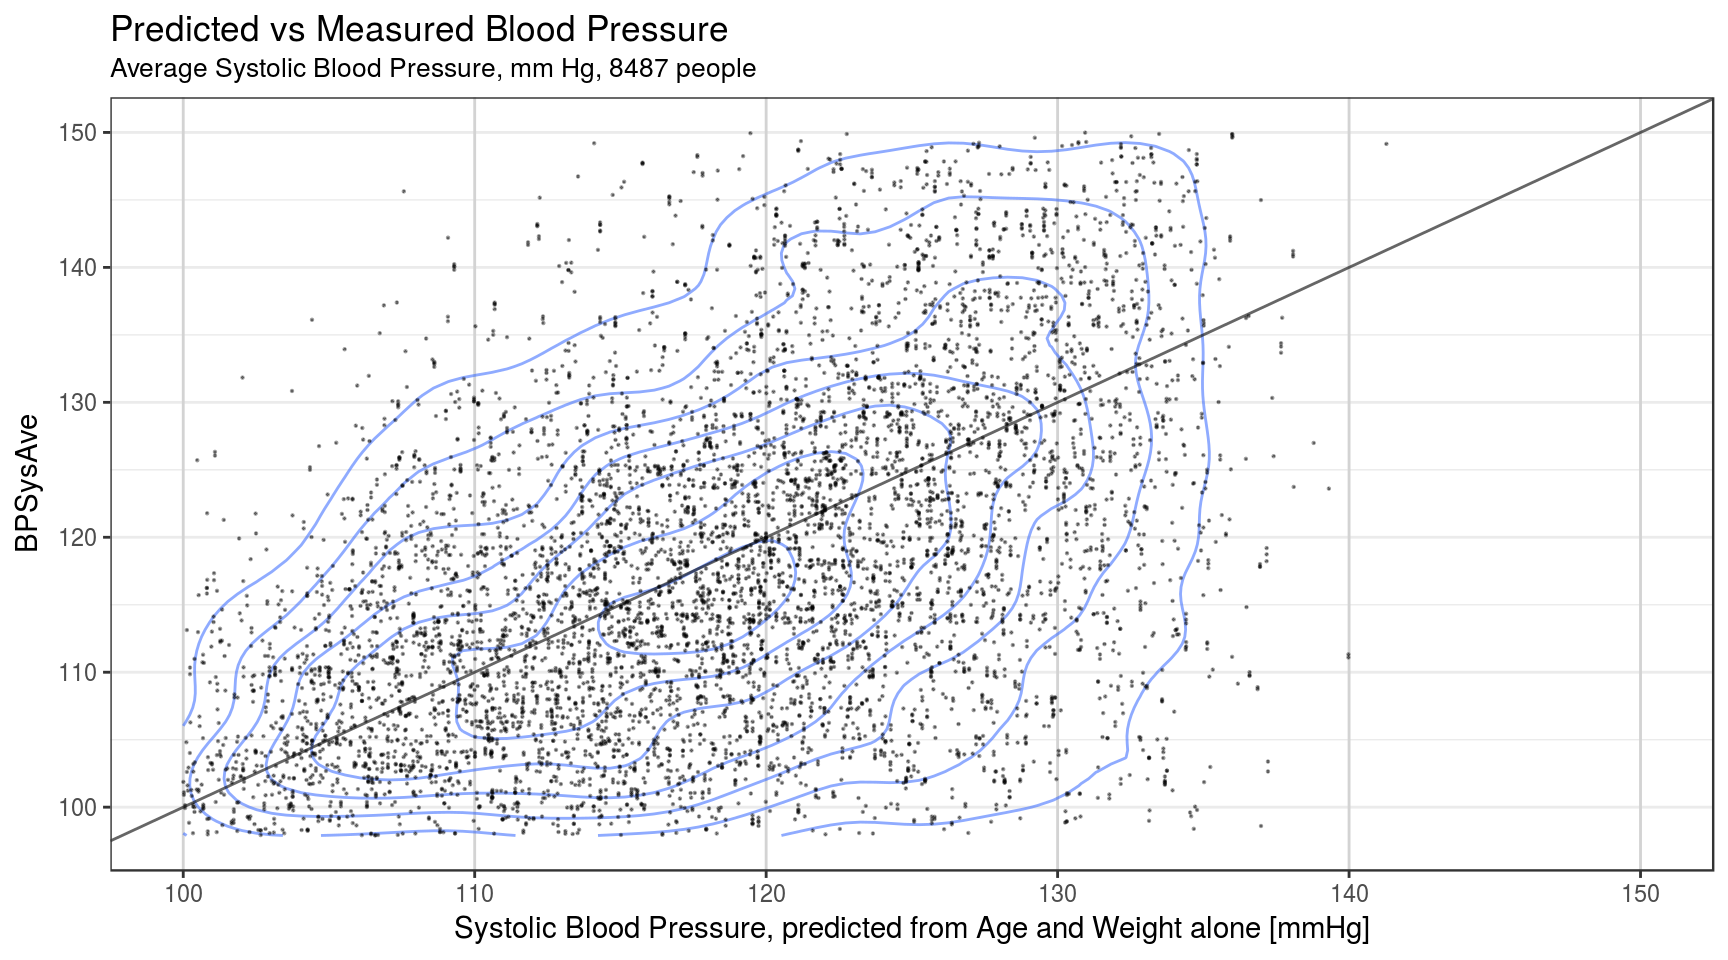 Predicted vs Measured Blood Pressure
Average Systolic Blood Pressure, mm Hg, 8487 people
BPSysAve
150
140
130
120
110
100
100 110 120 130 140 150
Systolic Blood Pressure, predicted from Age and Weight alone [mmHg]